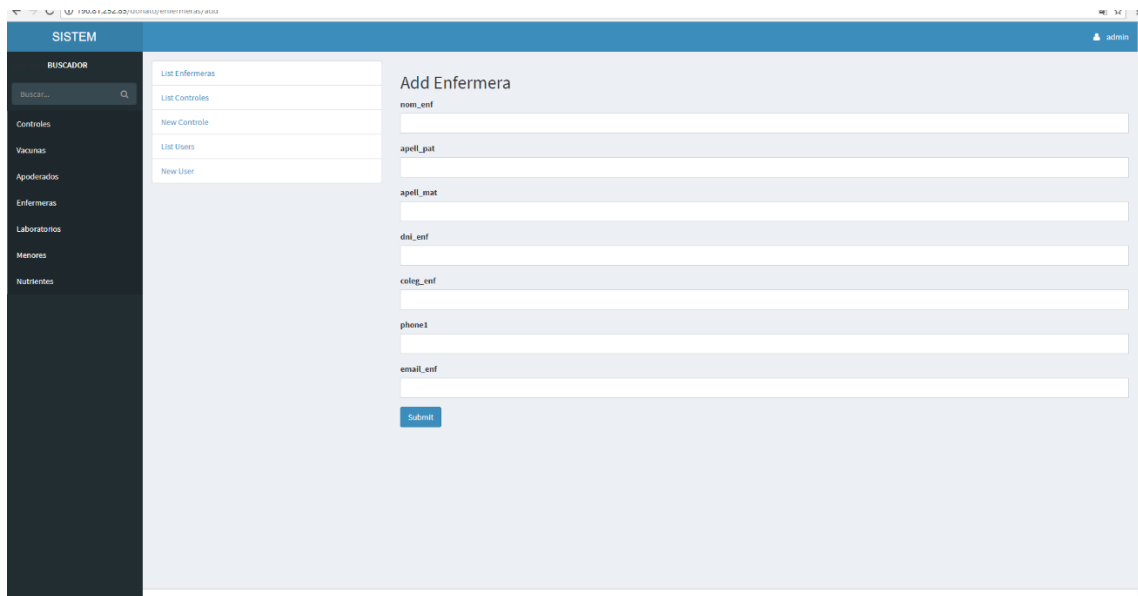 SISTEM
admin
BUSCADOR
Buscar...
Controles
Vacunas
Apoderados
Enfermeras
Laboratorios
Menores
Nutrientes
List Enfermeras
List Controles
New Controle
List Users
New User
Add Enfermera
nom_enf
apell_pat
apell_mat
dni_enf
coleg_enf
phone1
email_enf
Submit